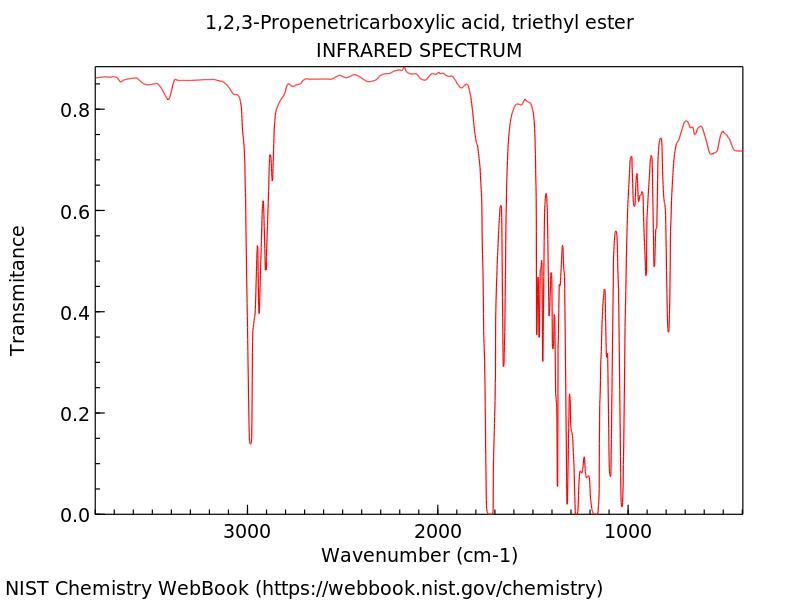 1,2,3-Propenetricarboxylic acid, triethyl ester
INFRARED SPECTRUM
0.8
0.6
0.4
0.2
0.0
Transmitance
3000 2000 1000
Wavenumber (cm-1)
NIST Chemistry WebBook (https://webbook.nist.gov/chemistry)